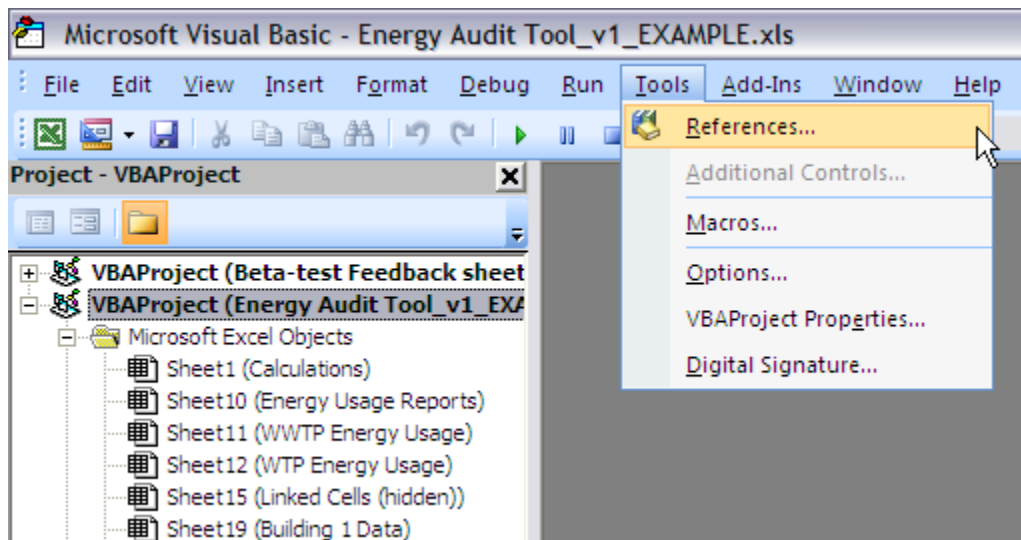 Microsoft Visual Basic - Energy Audit Tool_v1_EXAMPLE.xls
File Edit View Insert Format Debug Run Tools Add-Ins Window Help
References...
Additional Controls...
Macros...
Options...
VBAProject Properties...
Digital Signature...
Project - VBAProject
VBAProject (Beta-test Feedback sheet
VBAProject (Energy Audit Tool_v1_EXA
Microsoft Excel Objects
Sheet1 (Calculations)
Sheet10 (Energy Usage Reports)
Sheet11 (WWTP Energy Usage)
Sheet12 (WTP Energy Usage)
Sheet15 (Linked Cells (hidden))
Sheet19 (Building 1 Data)